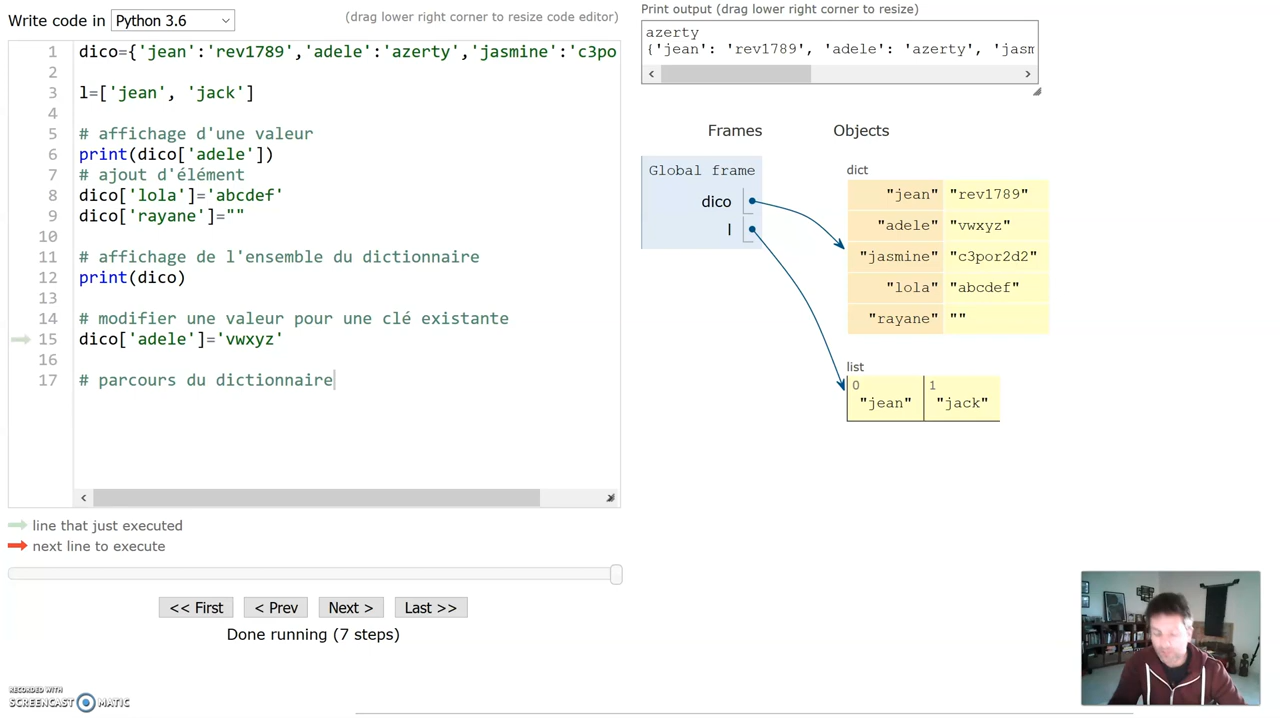 Write code in Python 3.6
(drag lower right corner to resize code editor)
1 dico={'jean':'rev1789','adele':'azerty','jasmine':'c3po
2
3 l=['jean', 'jack']
4
5 # affichage d'une valeur
6 print(dico['adele'])
7 # ajout d'élément
8 dico['lola']='abcdef'
9 dico['rayane']=""
10
11 # affichage de l'ensemble du dictionnaire
12 print(dico)
13
14 # modifier une valeur pour une clé existante
15 dico['adele']='vwxyz'
16
17 # parcours du dictionnaire
line that just executed
next line to execute
<< First < Prev Next > Last >>
Done running (7 steps)
RECORDED WITH
SCREENCAST MATIC
Print output (drag lower right corner to resize)
azerty
{'jean': 'rev1789', 'adele': 'azerty', 'jasm
Frames Objects
Global frame
dico
l
dict
"jean" "rev1789"
"adele" "vwxyz"
"jasmine" "c3por2d2"
"lola" "abcdef"
"rayane" ""
list
0 1
"jean" "jack"